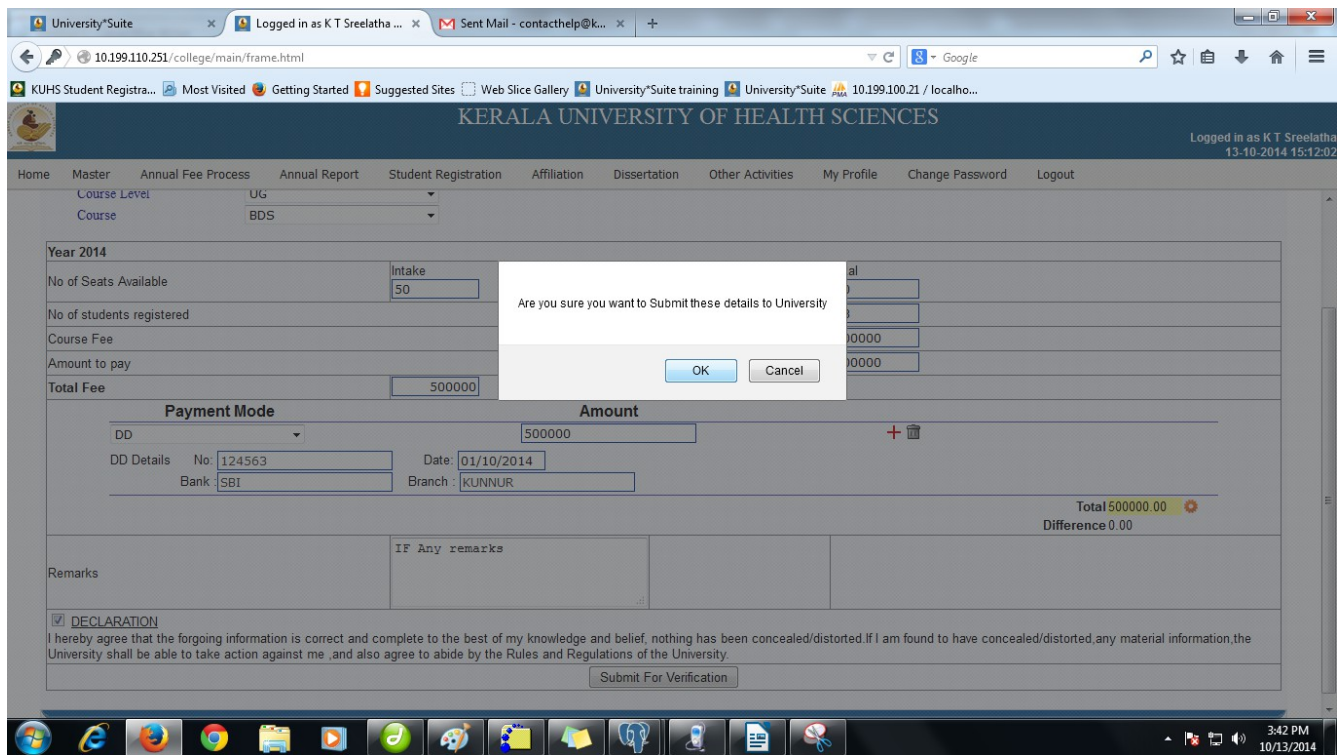 University*Suite
Logged in as K T Sreelatha ...
Sent Mail - contacthelp@k...
10.199.110.251/college/main/frame.html
Google
KUHS Student Registra... Most Visited Getting Started Suggested Sites Web Slice Gallery University*Suite training University*Suite 10.199.100.21 / localho...
KERALA UNIVERSITY OF HEALTH SCIENCES
Logged in as K T Sreelatha
13-10-2014 15:12:02
Home Master Annual Fee Process Annual Report Student Registration Affiliation Dissertation Other Activities My Profile Change Password Logout
Course Level UG
Course BDS
Year 2014
No of Seats Available
Intake
50
al
No of students registered
Course Fee 00000
Amount to pay 00000
Total Fee 500000
Are you sure you want to Submit these details to University
OK Cancel
Payment Mode Amount
DD 500000
DD Details No: 124563 Date: 01/10/2014
Bank : SBI Branch : KUNNUR
Total 500000.00
Difference 0.00
Remarks
IF Any remarks
DECLARATION
I hereby agree that the forgoing information is correct and complete to the best of my knowledge and belief, nothing has been concealed/distorted.If I am found to have concealed/distorted,any material information,the
University shall be able to take action against me ,and also agree to abide by the Rules and Regulations of the University.
Submit For Verification
3:42 PM
10/13/2014